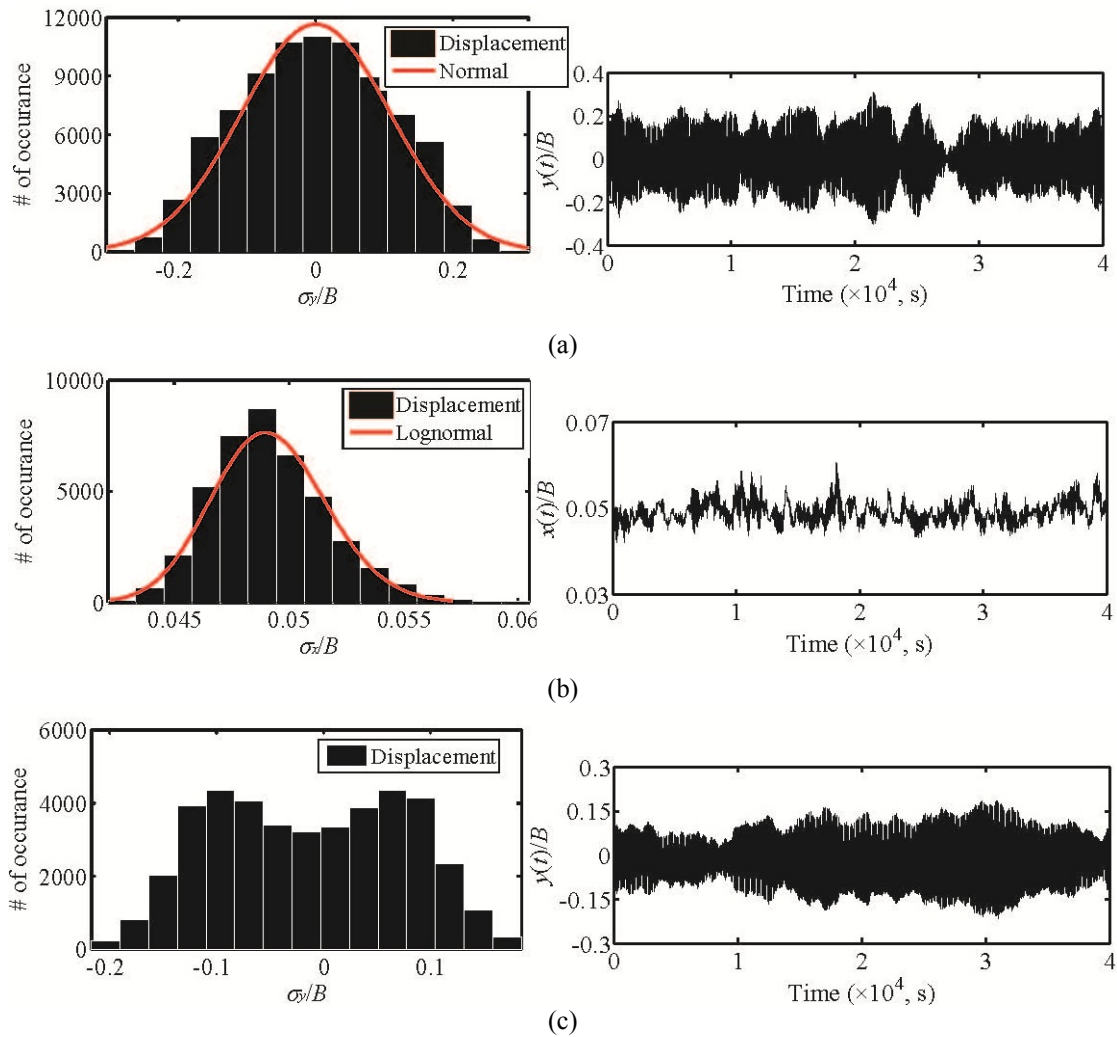 12000
9000
6000
3000
0
# of occurance
Displacement
Normal
-0.2
0
0.2
σy/B
0.4
0.2
0
-0.2
-0.4
y(t)/B
0
1
2
3
4
Time (×10⁴, s)
(a)
10000
5000
0
# of occurance
Displacement
Lognormal
0.045
0.05
0.055
0.06
σx/B
0.07
0.05
0.03
x(t)/B
0
1
2
3
4
Time (×10⁴, s)
(b)
6000
4000
2000
0
# of occurance
Displacement
-0.2
-0.1
0
0.1
σy/B
0.3
0.15
0
-0.15
-0.3
y(t)/B
0
1
2
3
4
Time (×10⁴, s)
(c)